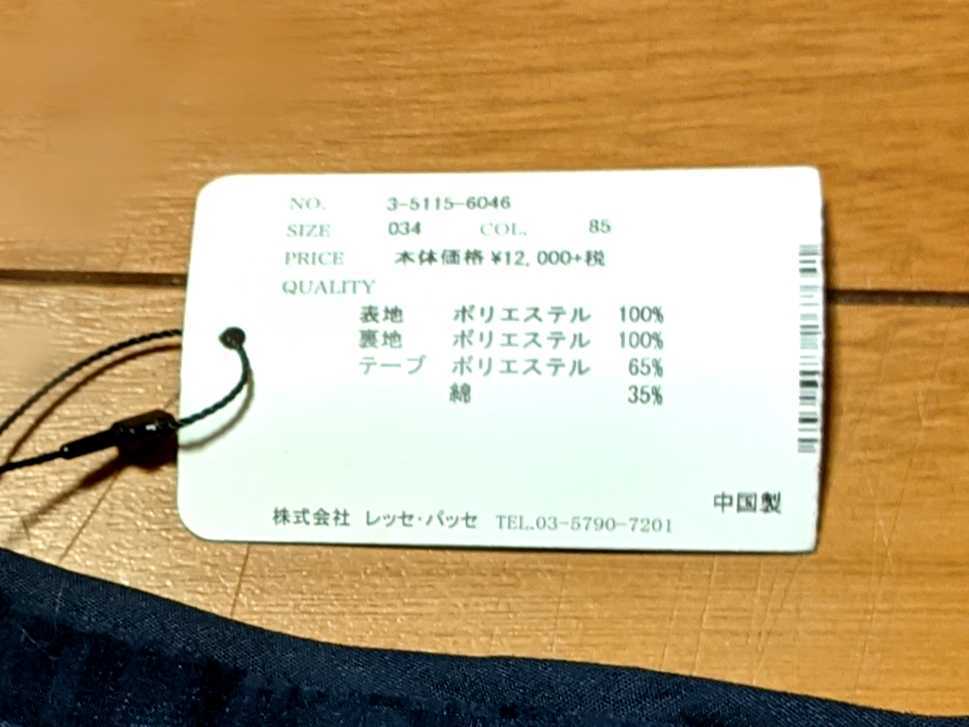 NO. 3-5115-6046
SIZE 034 COL. 85
PRICE 本体価格 ¥12,000+税
QUALITY
表地 ポリエステル 100%
裏地 ポリエステル 100%
テープ ポリエステル 65%
綿 35%
中国製
株式会社 レッセ・パッセ TEL.03-5790-7201